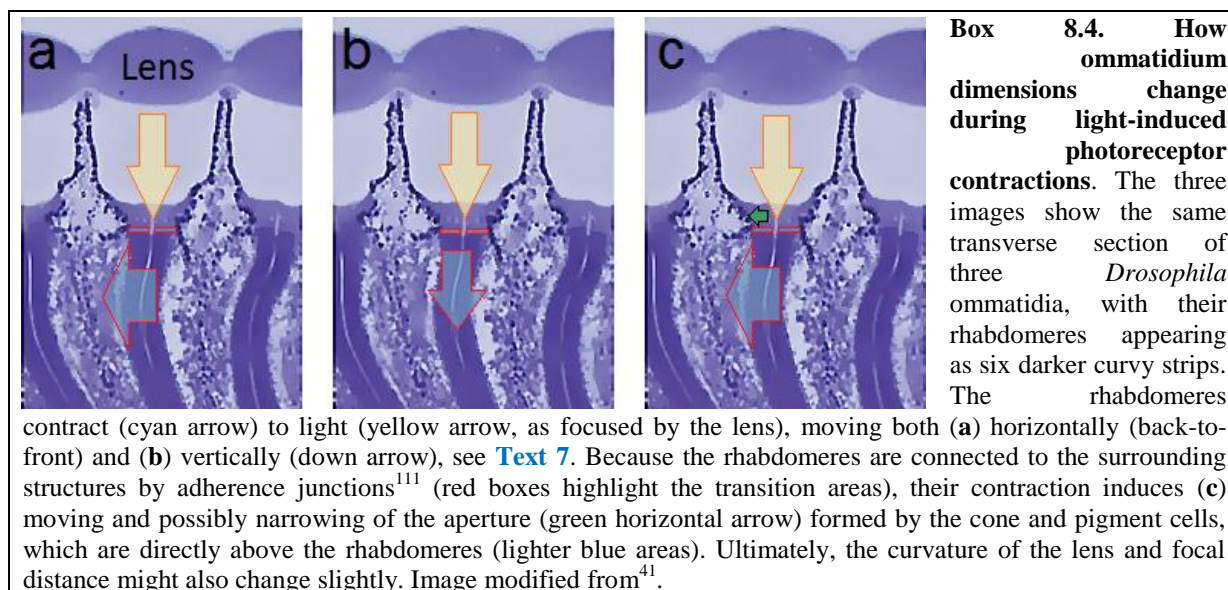 a
Lens
b
c
Box 8.4. How
ommatidium
dimensions change
during light-induced
photoreceptor
contractions. The three
images show the same
transverse section of
three Drosophila
ommatidia, with their
rhabdomeres appearing
as six darker curvy strips.
The rhabdomeres
contract (cyan arrow) to light (yellow arrow, as focused by the lens), moving both (a) horizontally (back-to-
front) and (b) vertically (down arrow), see Text 7. Because the rhabdomeres are connected to the surrounding
structures by adherence junctions111 (red boxes highlight the transition areas), their contraction induces (c)
moving and possibly narrowing of the aperture (green horizontal arrow) formed by the cone and pigment cells,
which are directly above the rhabdomeres (lighter blue areas). Ultimately, the curvature of the lens and focal
distance might also change slightly. Image modified from41.